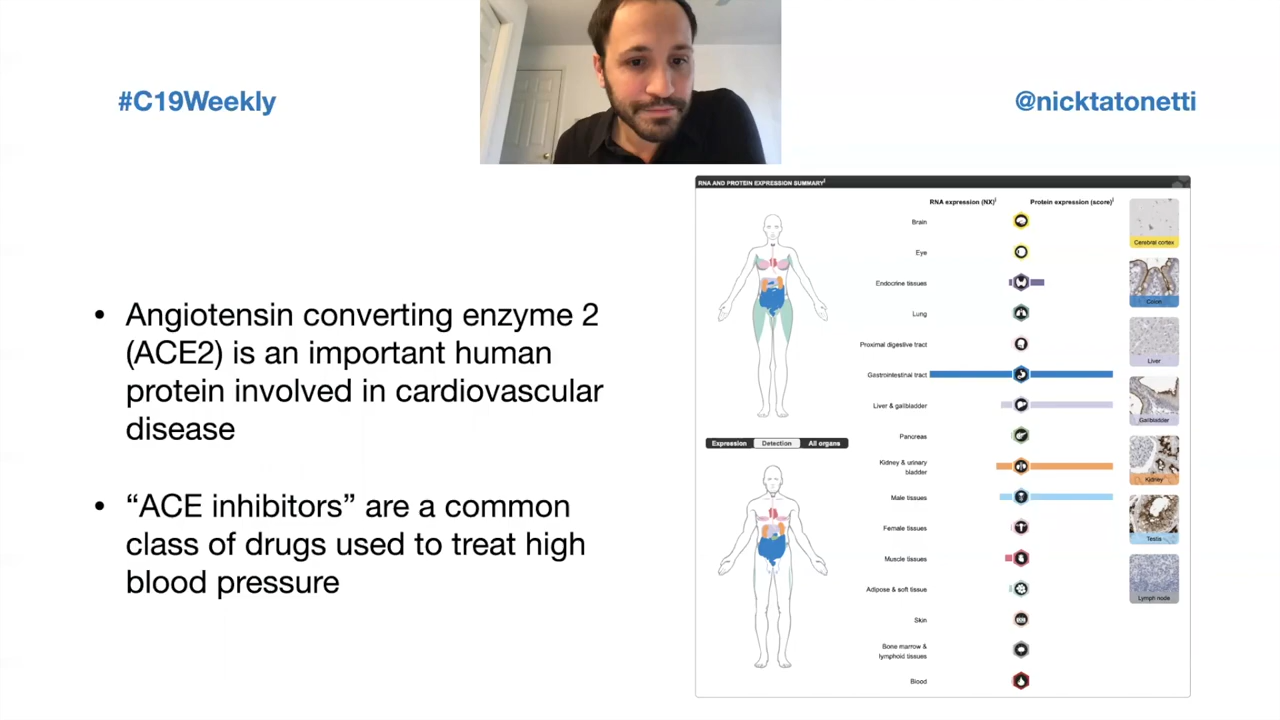 #C19Weekly
@nicktatonetti
• Angiotensin converting enzyme 2
(ACE2) is an important human
protein involved in cardiovascular
disease
• “ACE inhibitors” are a common
class of drugs used to treat high
blood pressure
RNA AND PROTEIN EXPRESSION SUMMARYⁱ
RNA expression (NX)ⁱ
Protein expression (score)ⁱ
Brain
Eye
Endocrine tissues
Lung
Proximal digestive tract
Gastrointestinal tract
Liver & gallbladder
Pancreas
Kidney & urinary
bladder
Male tissues
Female tissues
Muscle tissues
Adipose & soft tissue
Skin
Bone marrow &
lymphoid tissues
Blood
Expression Detection All organs
Cerebral cortex
Colon
Liver
Gallbladder
Kidney
Testis
Lymph node